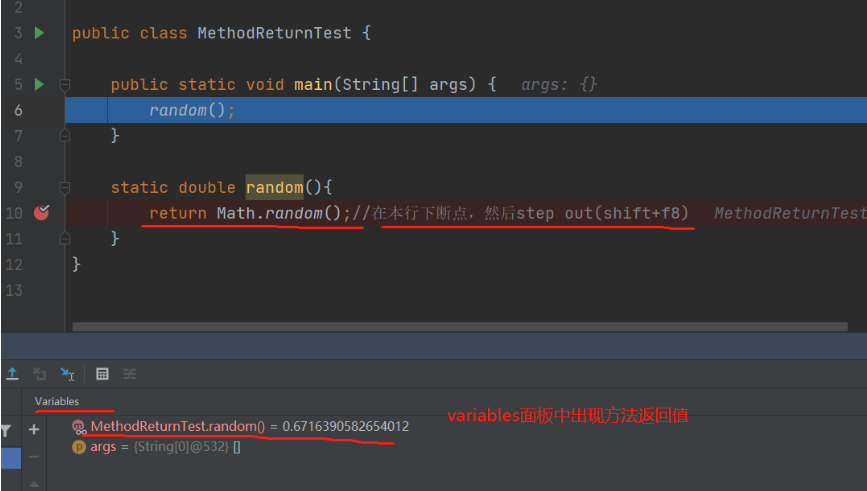 2
3 public class MethodReturnTest {
4
5 public static void main(String[] args) { args: {}
6 random();
7 }
8
9 static double random(){
10 return Math.random();//在本行下断点，然后step out(shift+f8) MethodReturnTest
11 }
12 }
13
Variables
MethodReturnTest.random() = 0.6716390582654012
variables面板中出现方法返回值
args = {String[0]@532} []